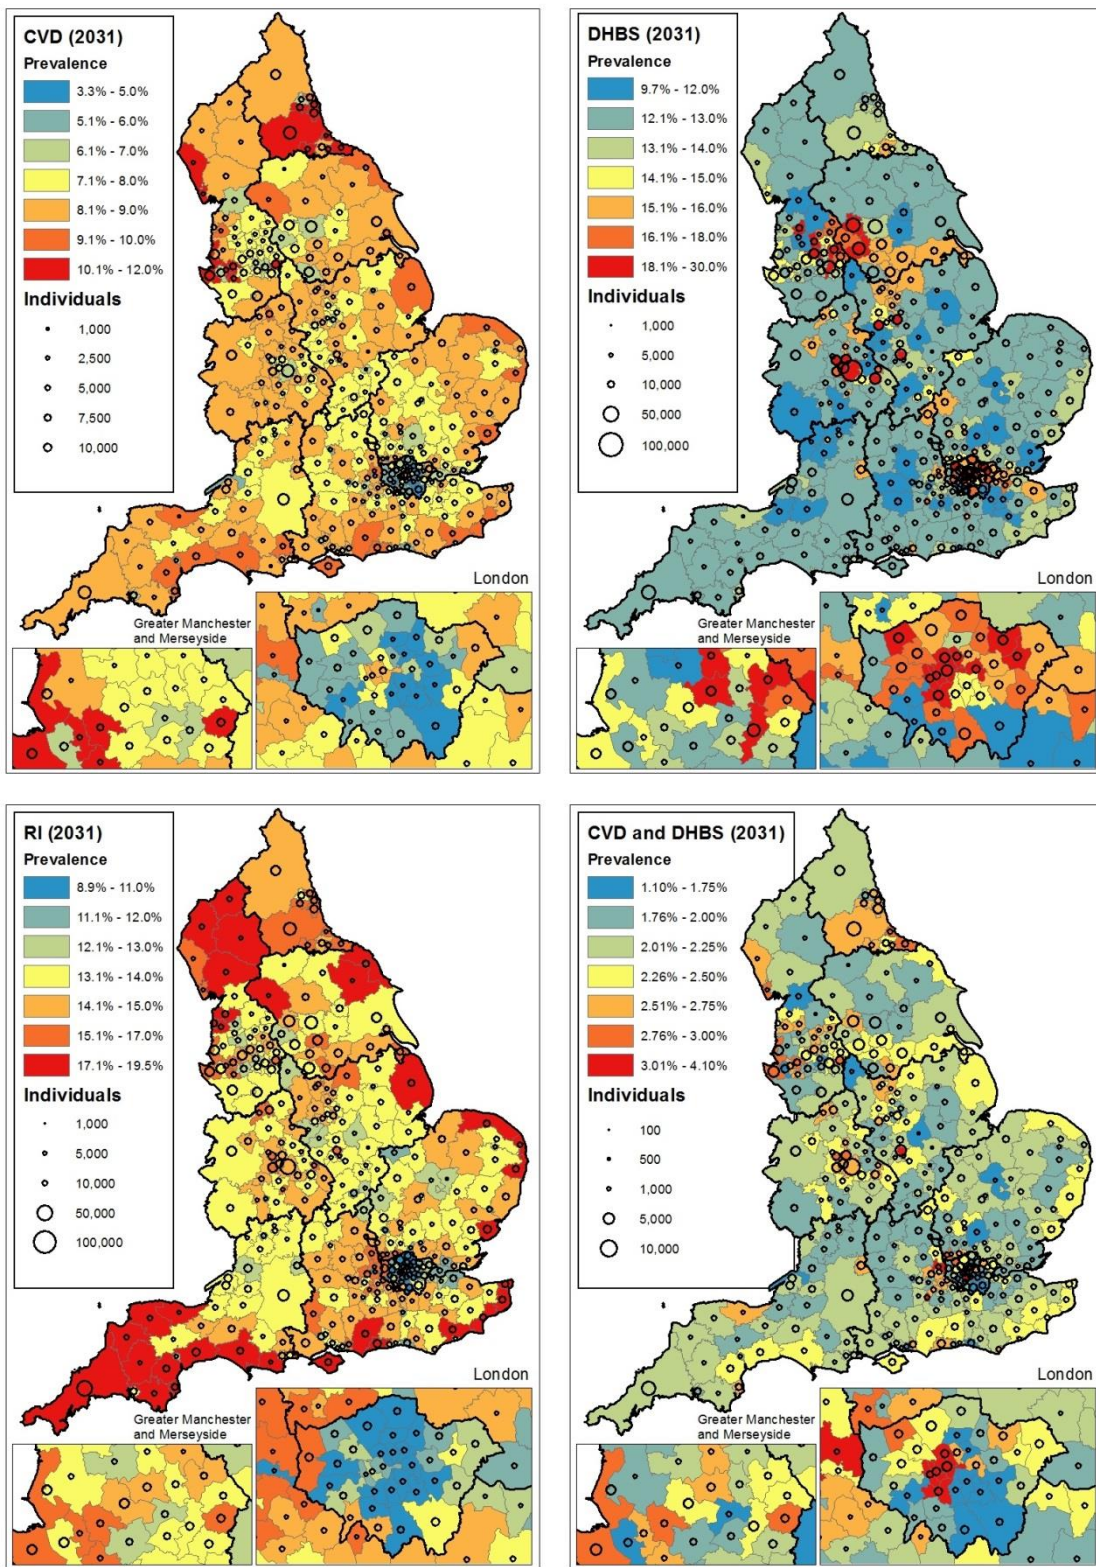 CVD (2031)
Prevalence
3.3% - 5.0%
5.1% - 6.0%
6.1% - 7.0%
7.1% - 8.0%
8.1% - 9.0%
9.1% - 10.0%
10.1% - 12.0%
Individuals
1,000
2,500
5,000
7,500
10,000
London
Greater Manchester
and Merseyside
DHBS (2031)
Prevalence
9.7% - 12.0%
12.1% - 13.0%
13.1% - 14.0%
14.1% - 15.0%
15.1% - 16.0%
16.1% - 18.0%
18.1% - 30.0%
Individuals
1,000
5,000
10,000
50,000
100,000
London
Greater Manchester
and Merseyside
RI (2031)
Prevalence
8.9% - 11.0%
11.1% - 12.0%
12.1% - 13.0%
13.1% - 14.0%
14.1% - 15.0%
15.1% - 17.0%
17.1% - 19.5%
Individuals
1,000
5,000
10,000
50,000
100,000
London
Greater Manchester
and Merseyside
CVD and DHBS (2031)
Prevalence
1.10% - 1.75%
1.76% - 2.00%
2.01% - 2.25%
2.26% - 2.50%
2.51% - 2.75%
2.76% - 3.00%
3.01% - 4.10%
Individuals
100
500
1,000
5,000
10,000
London
Greater Manchester
and Merseyside